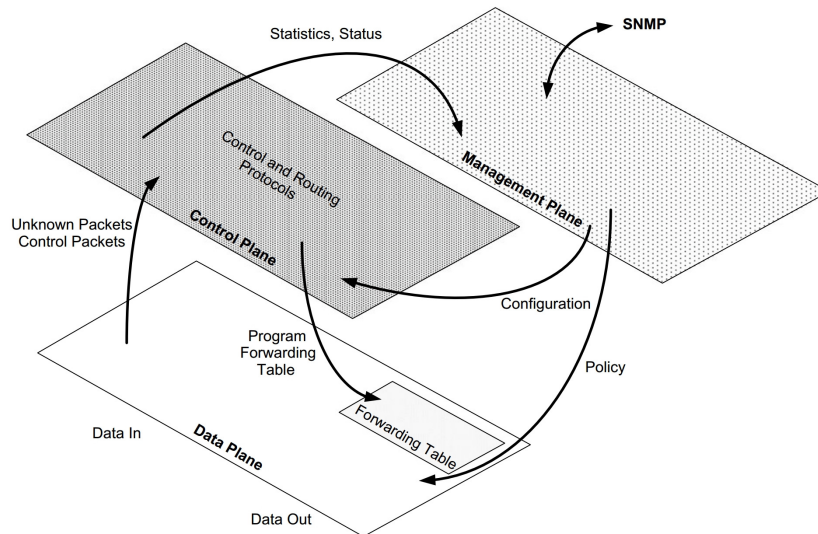 Statistics, Status
SNMP
Control and Routing
Protocols
Control Plane
Management Plane
Unknown Packets
Control Packets
Configuration
Program
Forwarding
Table
Policy
Forwarding Table
Data In
Data Plane
Data Out